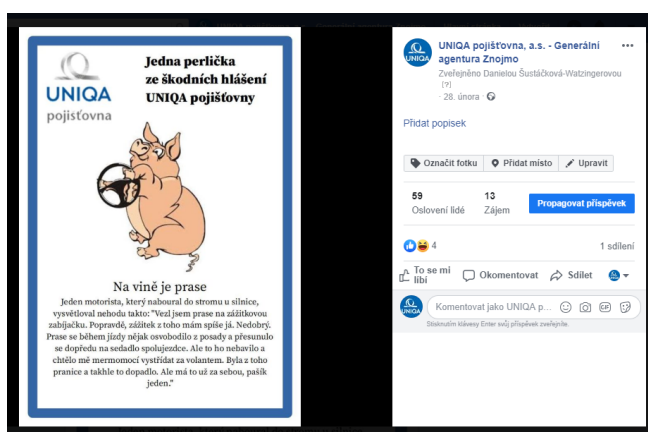 Jedna perlička
ze škodních hlášení
UNIQA pojišťovny
UNIQA
pojistovna
Na vině je prase
Jeden motorista, který naboural do stromu u silnice,
vysvětloval nehodu takto: "Vezl jsem prase na zážitkovou
zabíjačku. Popravdě, zážitek z toho mám spíše já. Nedobrý.
Prase se během jízdy nějak osvobodilo z posady a přesunulo
se dopředu na sedadlo spolujezdce. Ale to ho nebavilo a
chtělo mě mermomocí vystřídat za volantem. Byla z toho
pranice a takhle to dopadlo. Ale má to už za sebou, pašík
jeden."
UNIQA
UNIQA pojišťovna, a.s. - Generální
agentura Znojmo
Zveřejněno Danielou Šustáčková-Watzingerovou
[?]
· 28. února ·
Přidat popisek
Označit fotku
Přidat místo
Upravit
59
Oslovení lidé
13
Zájem
Propagovat příspěvek
4
1 sdílení
To se mi
líbí
Okomentovat
Sdílet
UNIQA
Komentovat jako UNIQA p...
GIF
Stisknutím klávesy Enter svůj příspěvek zveřejníte.